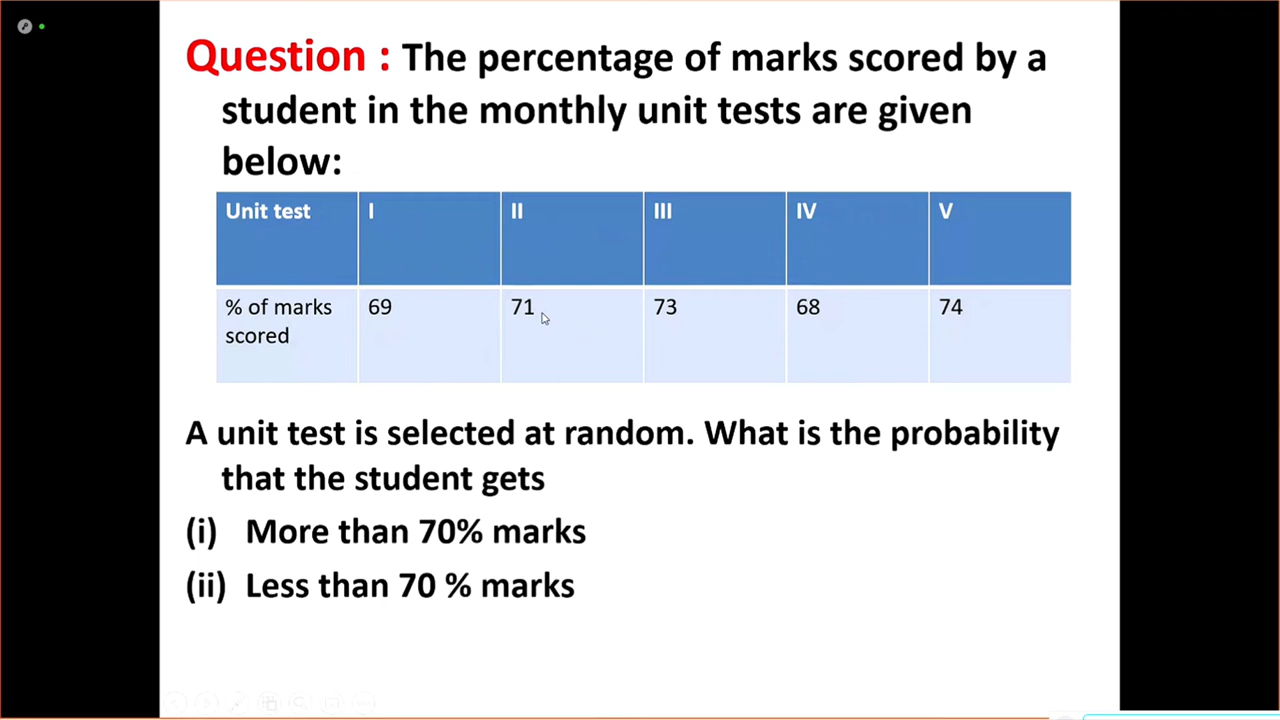 Question : The percentage of marks scored by a
student in the monthly unit tests are given
below:
Unit test I II III IV V
% of marks 69 71 73 68 74
scored
A unit test is selected at random. What is the probability
that the student gets
(i) More than 70% marks
(ii) Less than 70 % marks